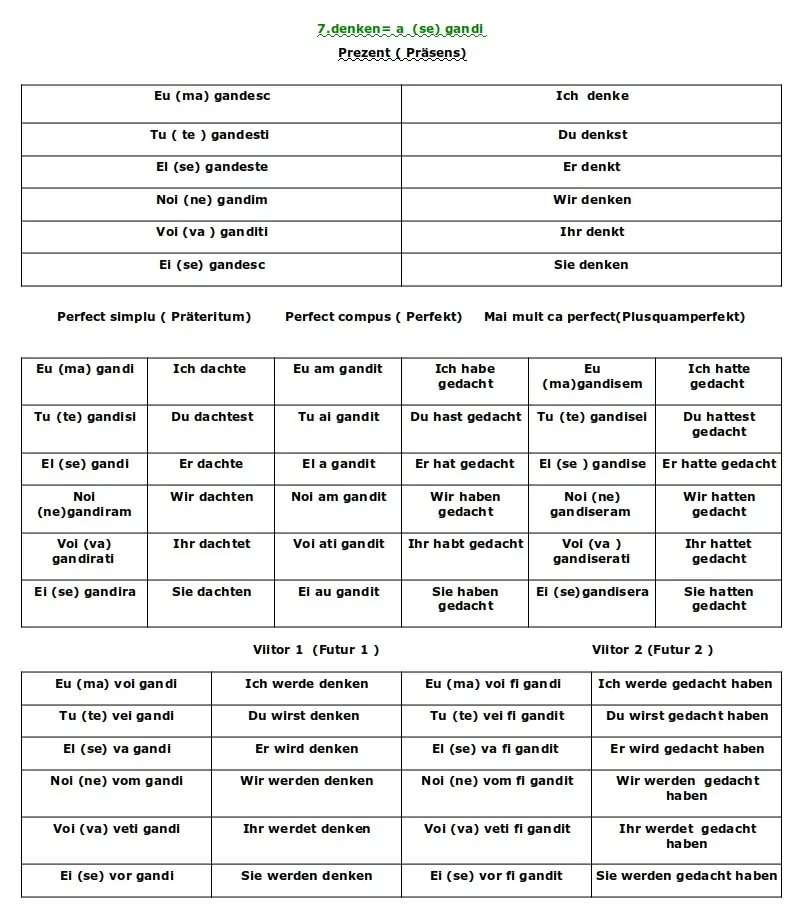 7.denken= a (se) gandi
Prezent ( Präsens)
Eu (ma) gandesc Ich denke
Tu ( te ) gandesti Du denkst
El (se) gandeste Er denkt
Noi (ne) gandim Wir denken
Voi (va ) ganditi Ihr denkt
Ei (se) gandesc Sie denken
Perfect simplu ( Präteritum) Perfect compus ( Perfekt) Mai mult ca perfect(Plusquamperfekt)
Eu (ma) gandi Ich dachte Eu am gandit Ich habe gedacht Eu (ma)gandisem Ich hatte gedacht
Tu (te) gandisi Du dachtest Tu ai gandit Du hast gedacht Tu (te) gandisei Du hattest gedacht
El (se) gandi Er dachte El a gandit Er hat gedacht El (se ) gandise Er hatte gedacht
Noi (ne)gandiram Wir dachten Noi am gandit Wir haben gedacht Noi (ne) gandiseram Wir hatten gedacht
Voi (va) gandirati Ihr dachtet Voi ati gandit Ihr habt gedacht Voi (va ) gandiserati Ihr hattet gedacht
Ei (se) gandira Sie dachten Ei au gandit Sie haben gedacht Ei (se)gandisera Sie hatten gedacht
Viitor 1 (Futur 1 ) Viitor 2 (Futur 2 )
Eu (ma) voi gandi Ich werde denken Eu (ma) voi fi gandi Ich werde gedacht haben
Tu (te) vei gandi Du wirst denken Tu (te) vei fi gandit Du wirst gedacht haben
El (se) va gandi Er wird denken El (se) va fi gandit Er wird gedacht haben
Noi (ne) vom gandi Wir werden denken Noi (ne) vom fi gandit Wir werden gedacht haben
Voi (va) veti gandi Ihr werdet denken Voi (va) veti fi gandit Ihr werdet gedacht haben
Ei (se) vor gandi Sie werden denken Ei (se) vor fi gandit Sie werden gedacht haben